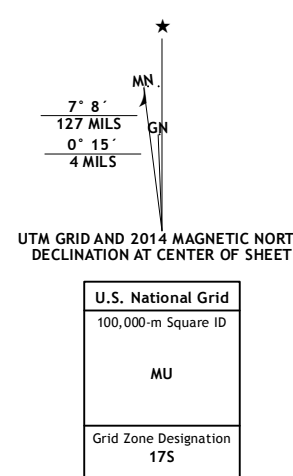 MN
7° 8´
127 MILS
GN
0° 15´
4 MILS
UTM GRID AND 2014 MAGNETIC NORT
DECLINATION AT CENTER OF SHEET
U.S. National Grid
100,000-m Square ID
MU
Grid Zone Designation
17S